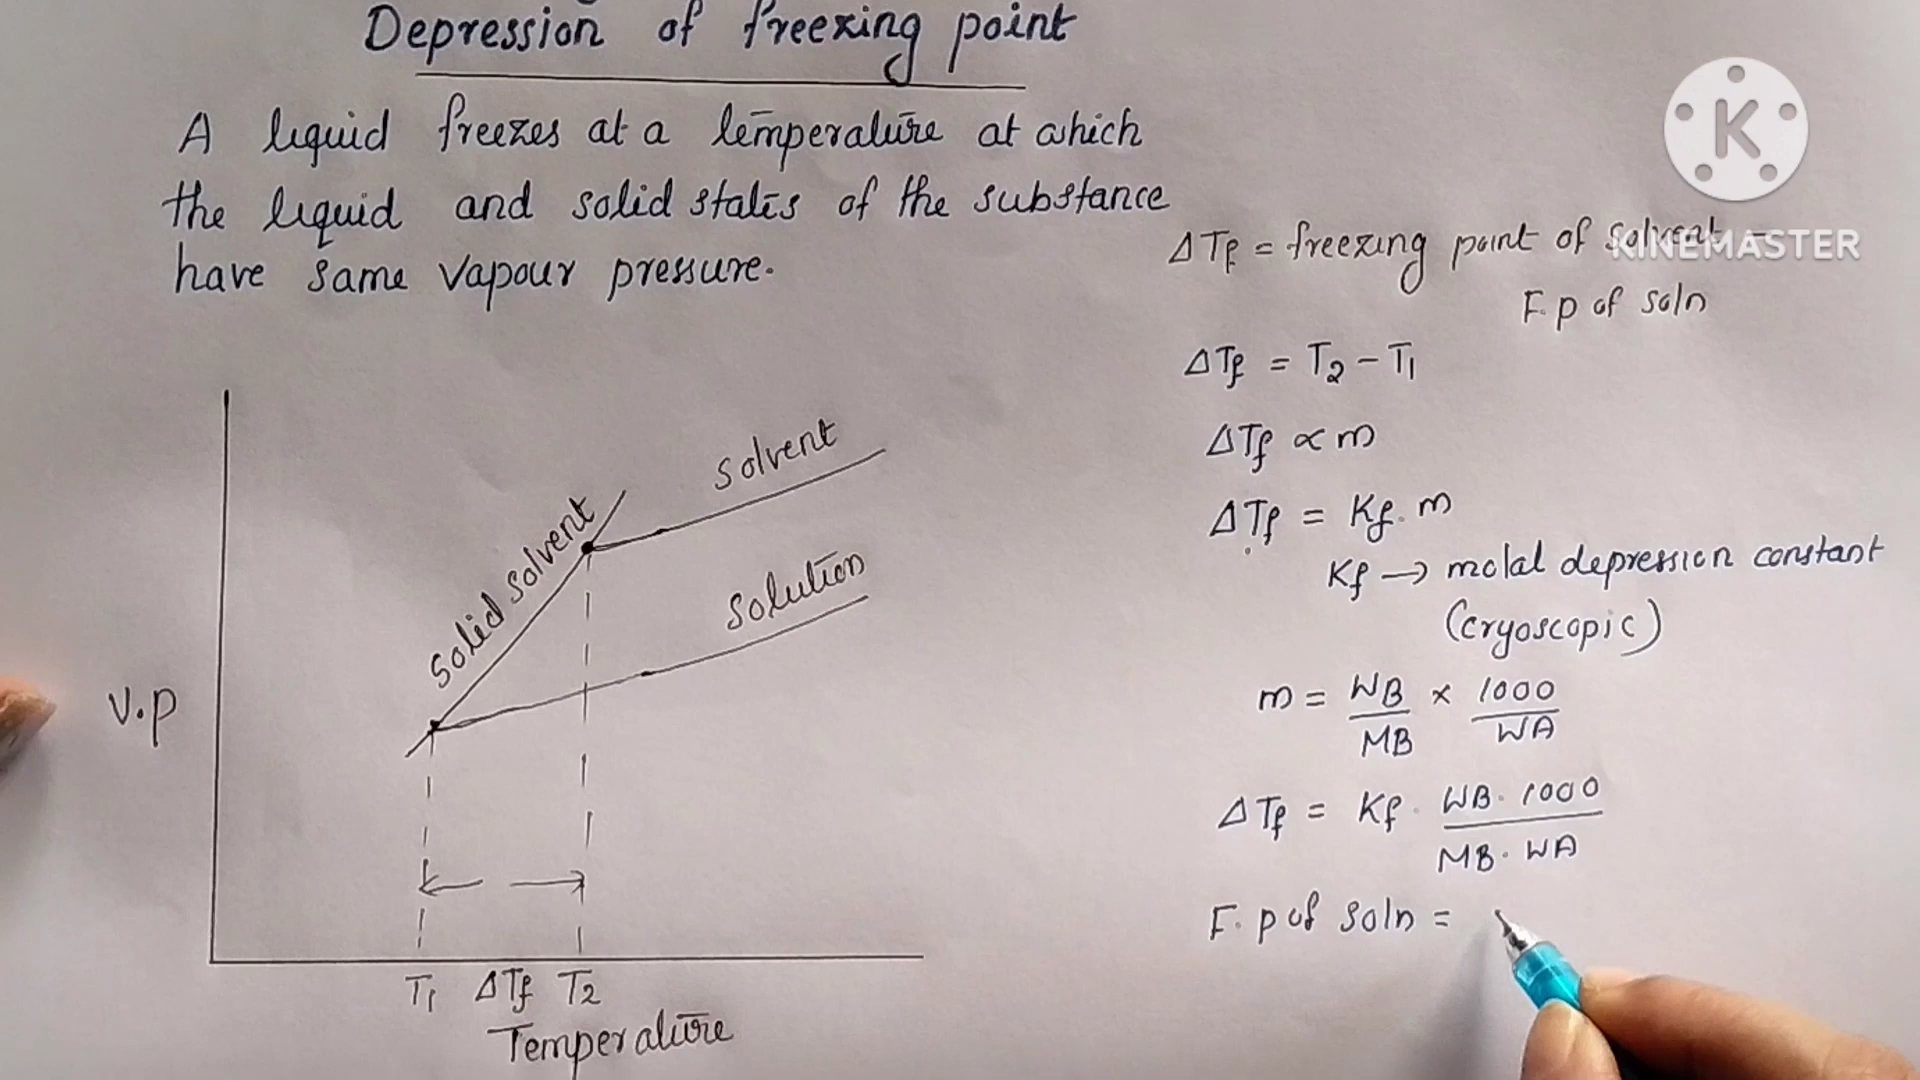 Depression of freezing point
A liquid freezes at a temperature at which
the liquid and solid states of the substance
have same vapour pressure.
K
KINEMASTER
ΔTf = freezing point of solvent -
F.p of soln
ΔTf = T2 - T1
ΔTf ∝ m
ΔTf = Kf. m
Kf → molal depression constant
(cryoscopic)
m = WB/MB × 1000/WA
ΔTf = Kf. WB. 1000/MB. WA
F.p of soln =
solvent
solid solvent
solution
V.p
T1 ΔTf T2
Temperature